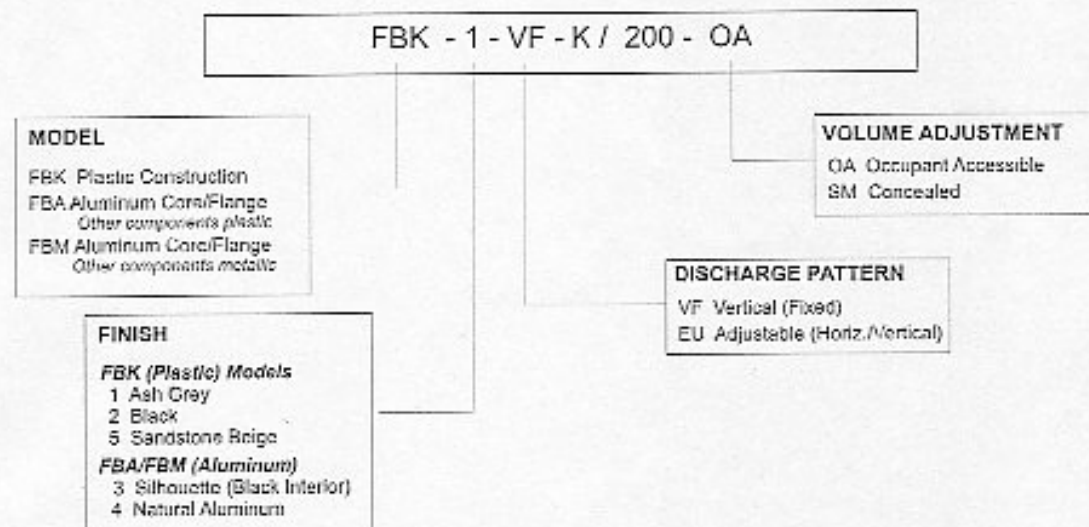 FBK - 1 - VF - K / 200 - OA
MODEL
FBK Plastic Construction
FBA Aluminum Core/Flange
Other components plastic
FBM Aluminum Core/Flange
Other components metallic
FINISH
FBK (Plastic) Models
1 Ash Grey
2 Black
5 Sandstone Beige
FBA/FBM (Aluminum)
3 Silhouette (Black Interior)
4 Natural Aluminum
VOLUME ADJUSTMENT
OA Occupant Accessible
SM Concealed
DISCHARGE PATTERN
VF Vertical (Fixed)
EU Adjustable (Horiz./Vertical)